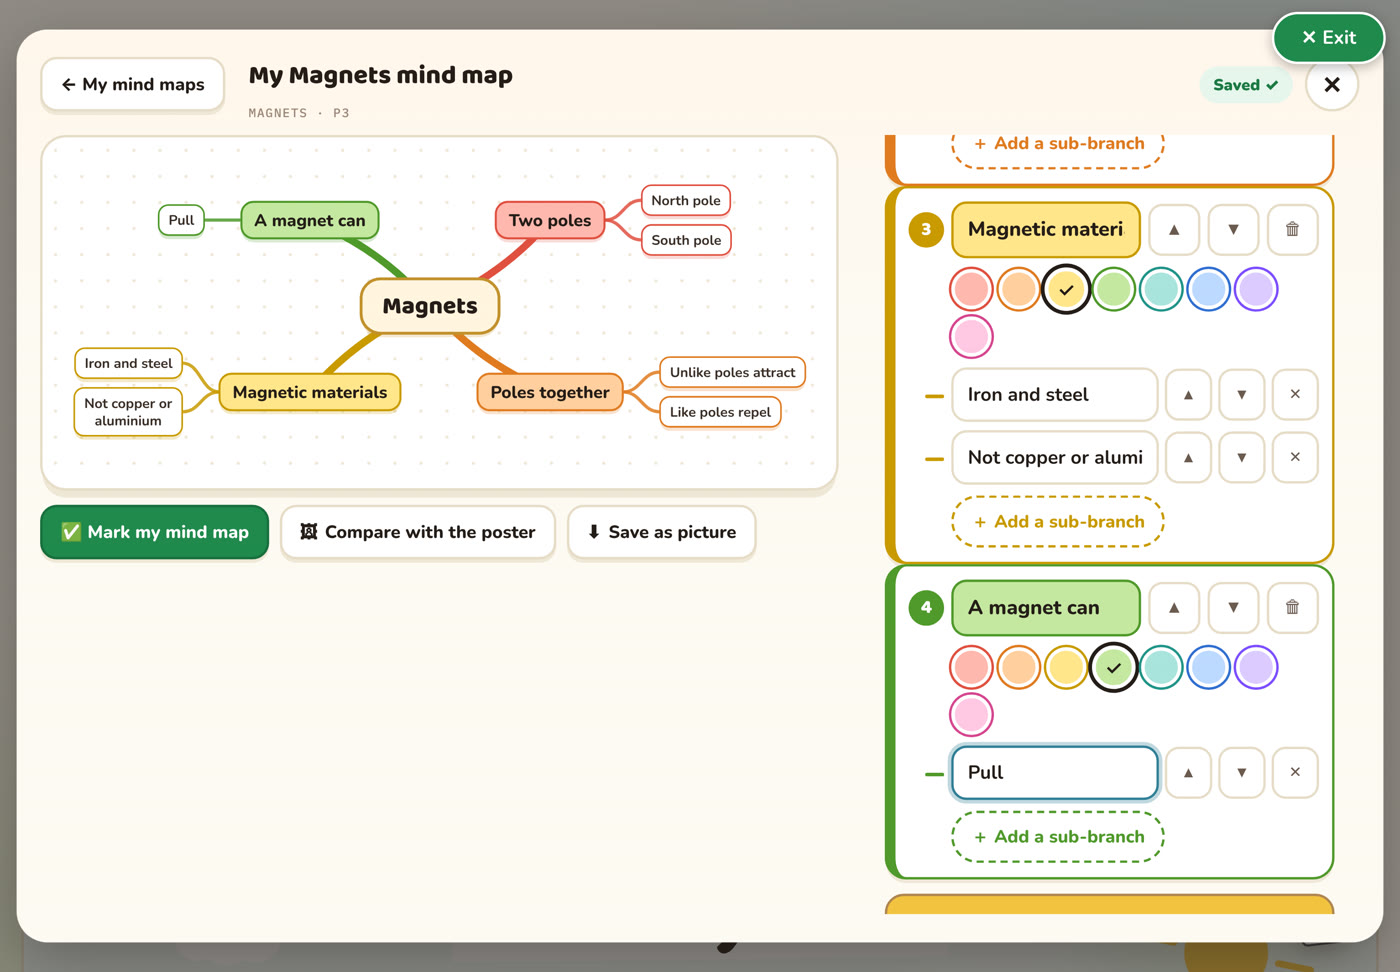 ✕ Exit
← My mind maps
My Magnets mind map
MAGNETS · P3
Saved ✓
✕
Pull
A magnet can
Two poles
North pole
South pole
Magnets
Iron and steel
Not copper or
aluminium
Magnetic materials
Poles together
Unlike poles attract
Like poles repel
✅ Mark my mind map
🖼 Compare with the poster
⬇ Save as picture
+ Add a sub-branch
3
Magnetic materi
▲ ▼ 🗑
✓
Iron and steel
▲ ▼ ✕
Not copper or alumi
▲ ▼ ✕
+ Add a sub-branch
4
A magnet can
▲ ▼ 🗑
✓
Pull
▲ ▼ ✕
+ Add a sub-branch